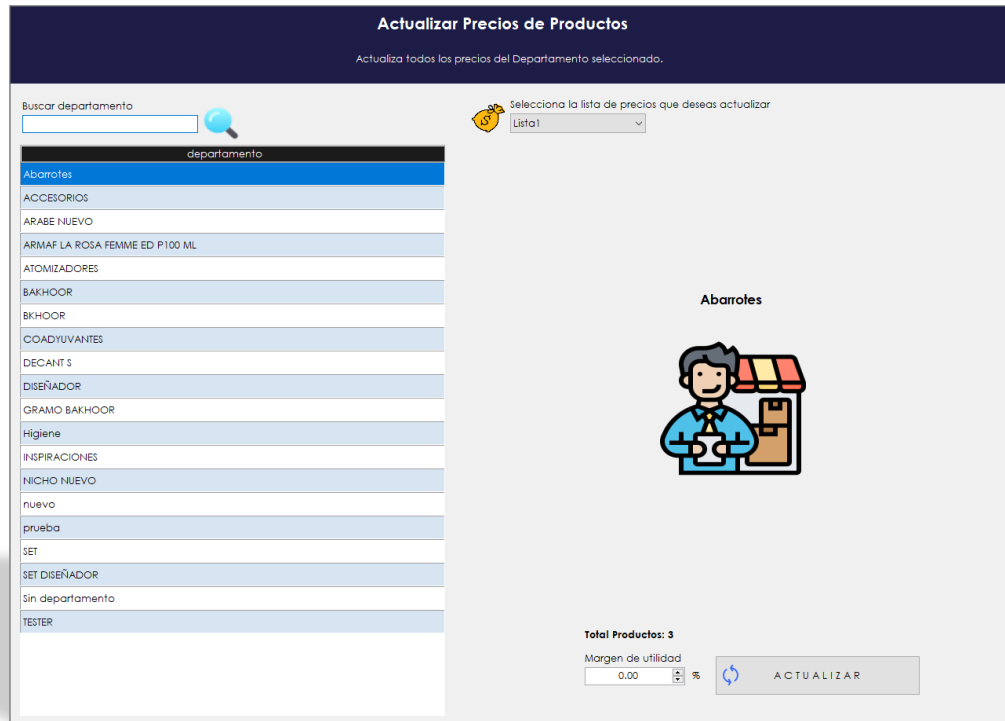 Actualizar Precios de Productos
Actualiza todos los precios del Departamento seleccionado.
Buscar departamento
Selecciona la lista de precios que deseas actualizar
Lista1
departamento
Abarrotes
ACCESORIOS
ARABE NUEVO
ARMAF LA ROSA FEMME ED P100 ML
ATOMIZADORES
BAKHOOR
BKHOOR
COADYUVANTES
DECANT S
DISEÑADOR
GRAMO BAKHOOR
Higiene
INSPIRACIONES
NICHO NUEVO
nuevo
prueba
SET
SET DISEÑADOR
Sin departamento
TESTER
Abarrotes
Total Productos: 3
Margen de utilidad
0.00 %
ACTUALIZAR